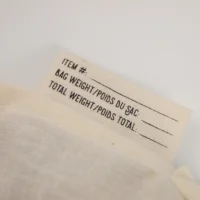 ITEM #:
BAG WEIGHT/POIDS DU SAC:
TOTAL WEIGHT/POIDS TOTAL: